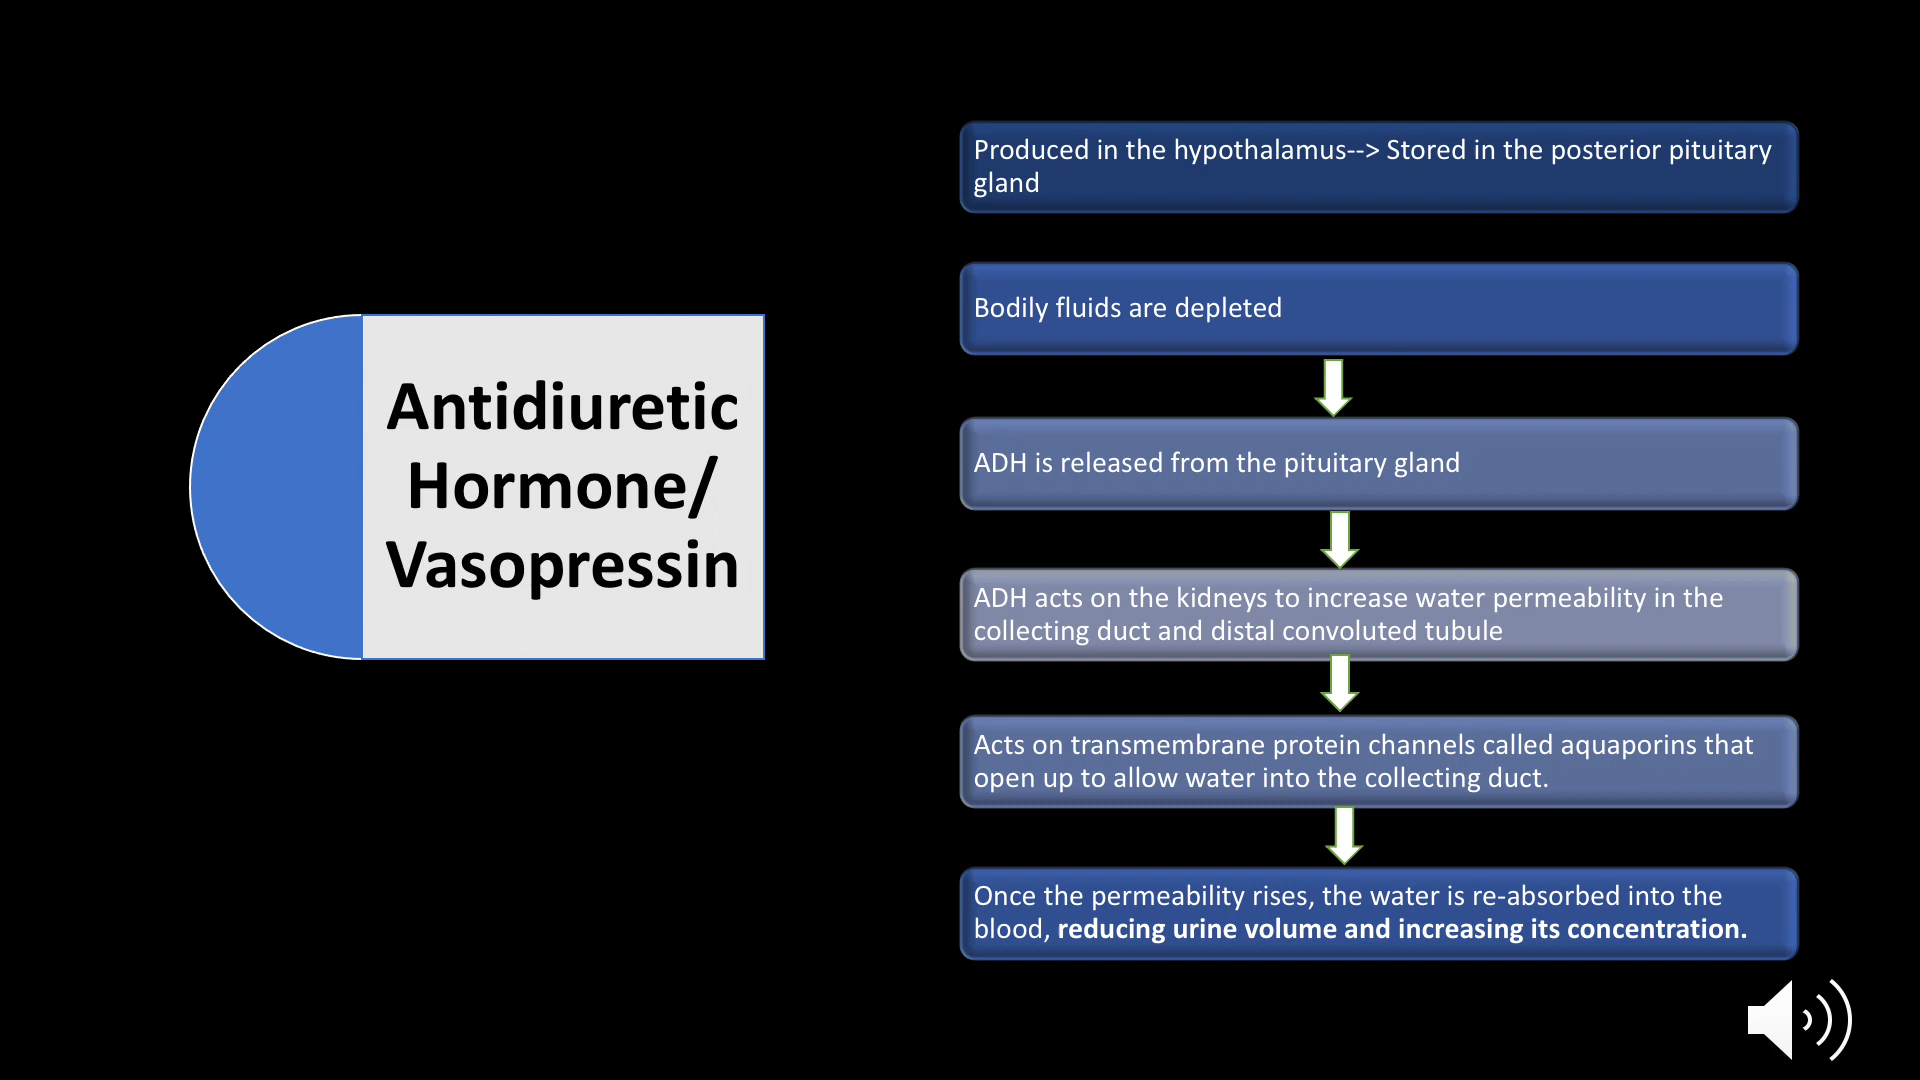 Antidiuretic
Hormone/
Vasopressin
Produced in the hypothalamus--> Stored in the posterior pituitary
gland
Bodily fluids are depleted
ADH is released from the pituitary gland
ADH acts on the kidneys to increase water permeability in the
collecting duct and distal convoluted tubule
Acts on transmembrane protein channels called aquaporins that
open up to allow water into the collecting duct.
Once the permeability rises, the water is re-absorbed into the
blood, reducing urine volume and increasing its concentration.